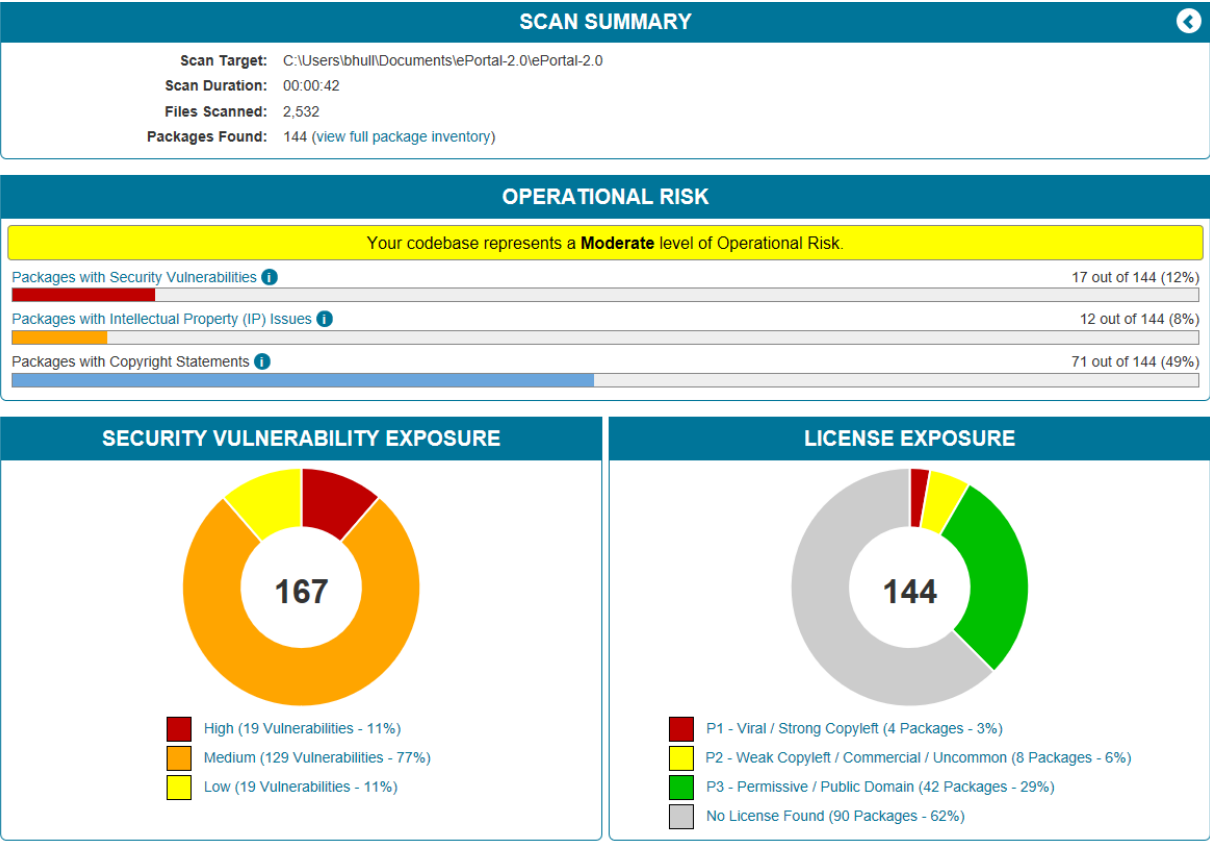 SCAN SUMMARY
Scan Target: C:\Users\bhull\Documents\ePortal-2.0\ePortal-2.0
Scan Duration: 00:00:42
Files Scanned: 2,532
Packages Found: 144 (view full package inventory)
OPERATIONAL RISK
Your codebase represents a Moderate level of Operational Risk.
Packages with Security Vulnerabilities i 17 out of 144 (12%)
Packages with Intellectual Property (IP) Issues i 12 out of 144 (8%)
Packages with Copyright Statements i 71 out of 144 (49%)
SECURITY VULNERABILITY EXPOSURE
167
High (19 Vulnerabilities - 11%)
Medium (129 Vulnerabilities - 77%)
Low (19 Vulnerabilities - 11%)
LICENSE EXPOSURE
144
P1 - Viral / Strong Copyleft (4 Packages - 3%)
P2 - Weak Copyleft / Commercial / Uncommon (8 Packages - 6%)
P3 - Permissive / Public Domain (42 Packages - 29%)
No License Found (90 Packages - 62%)